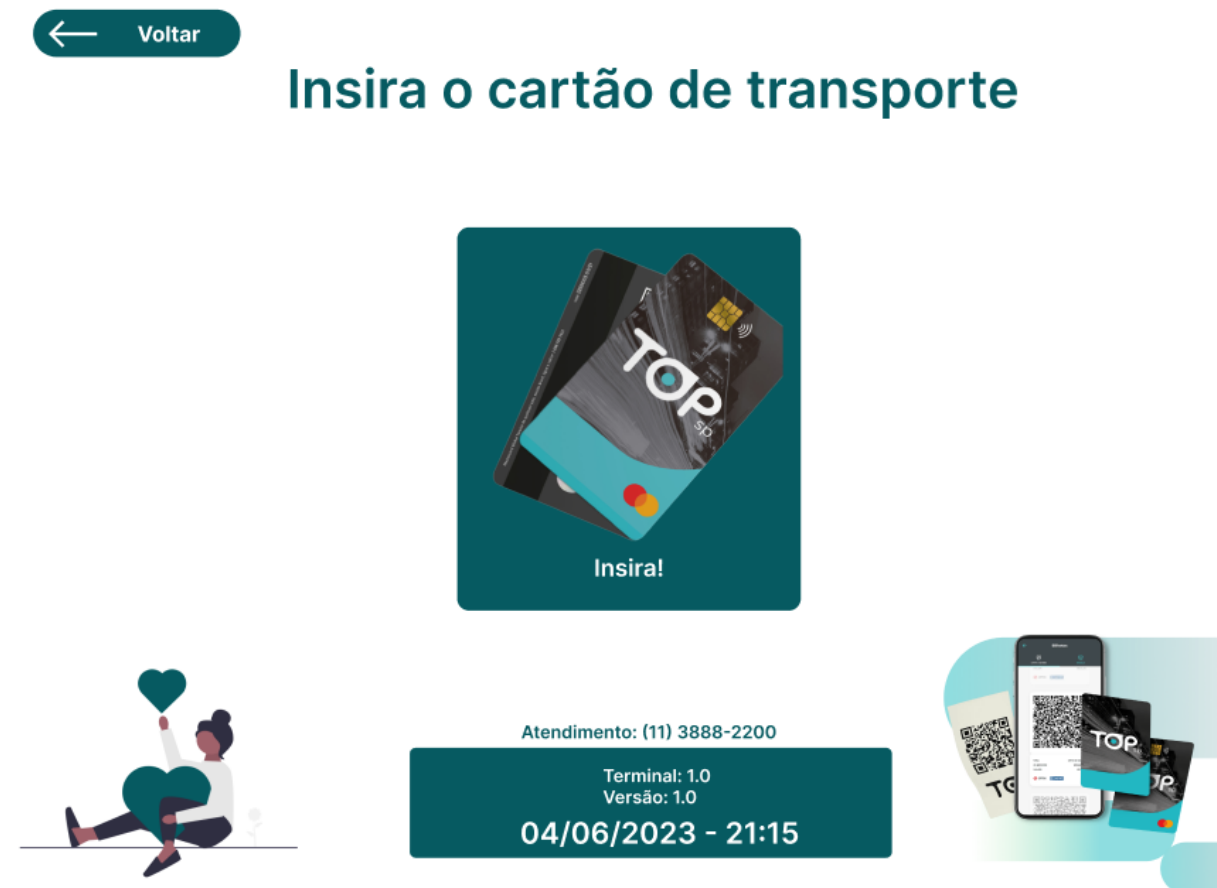 Voltar
Insira o cartão de transporte
TOP
sp
Insira!
Atendimento: (11) 3888-2200
Terminal: 1.0
Versão: 1.0
04/06/2023 - 21:15
TOP